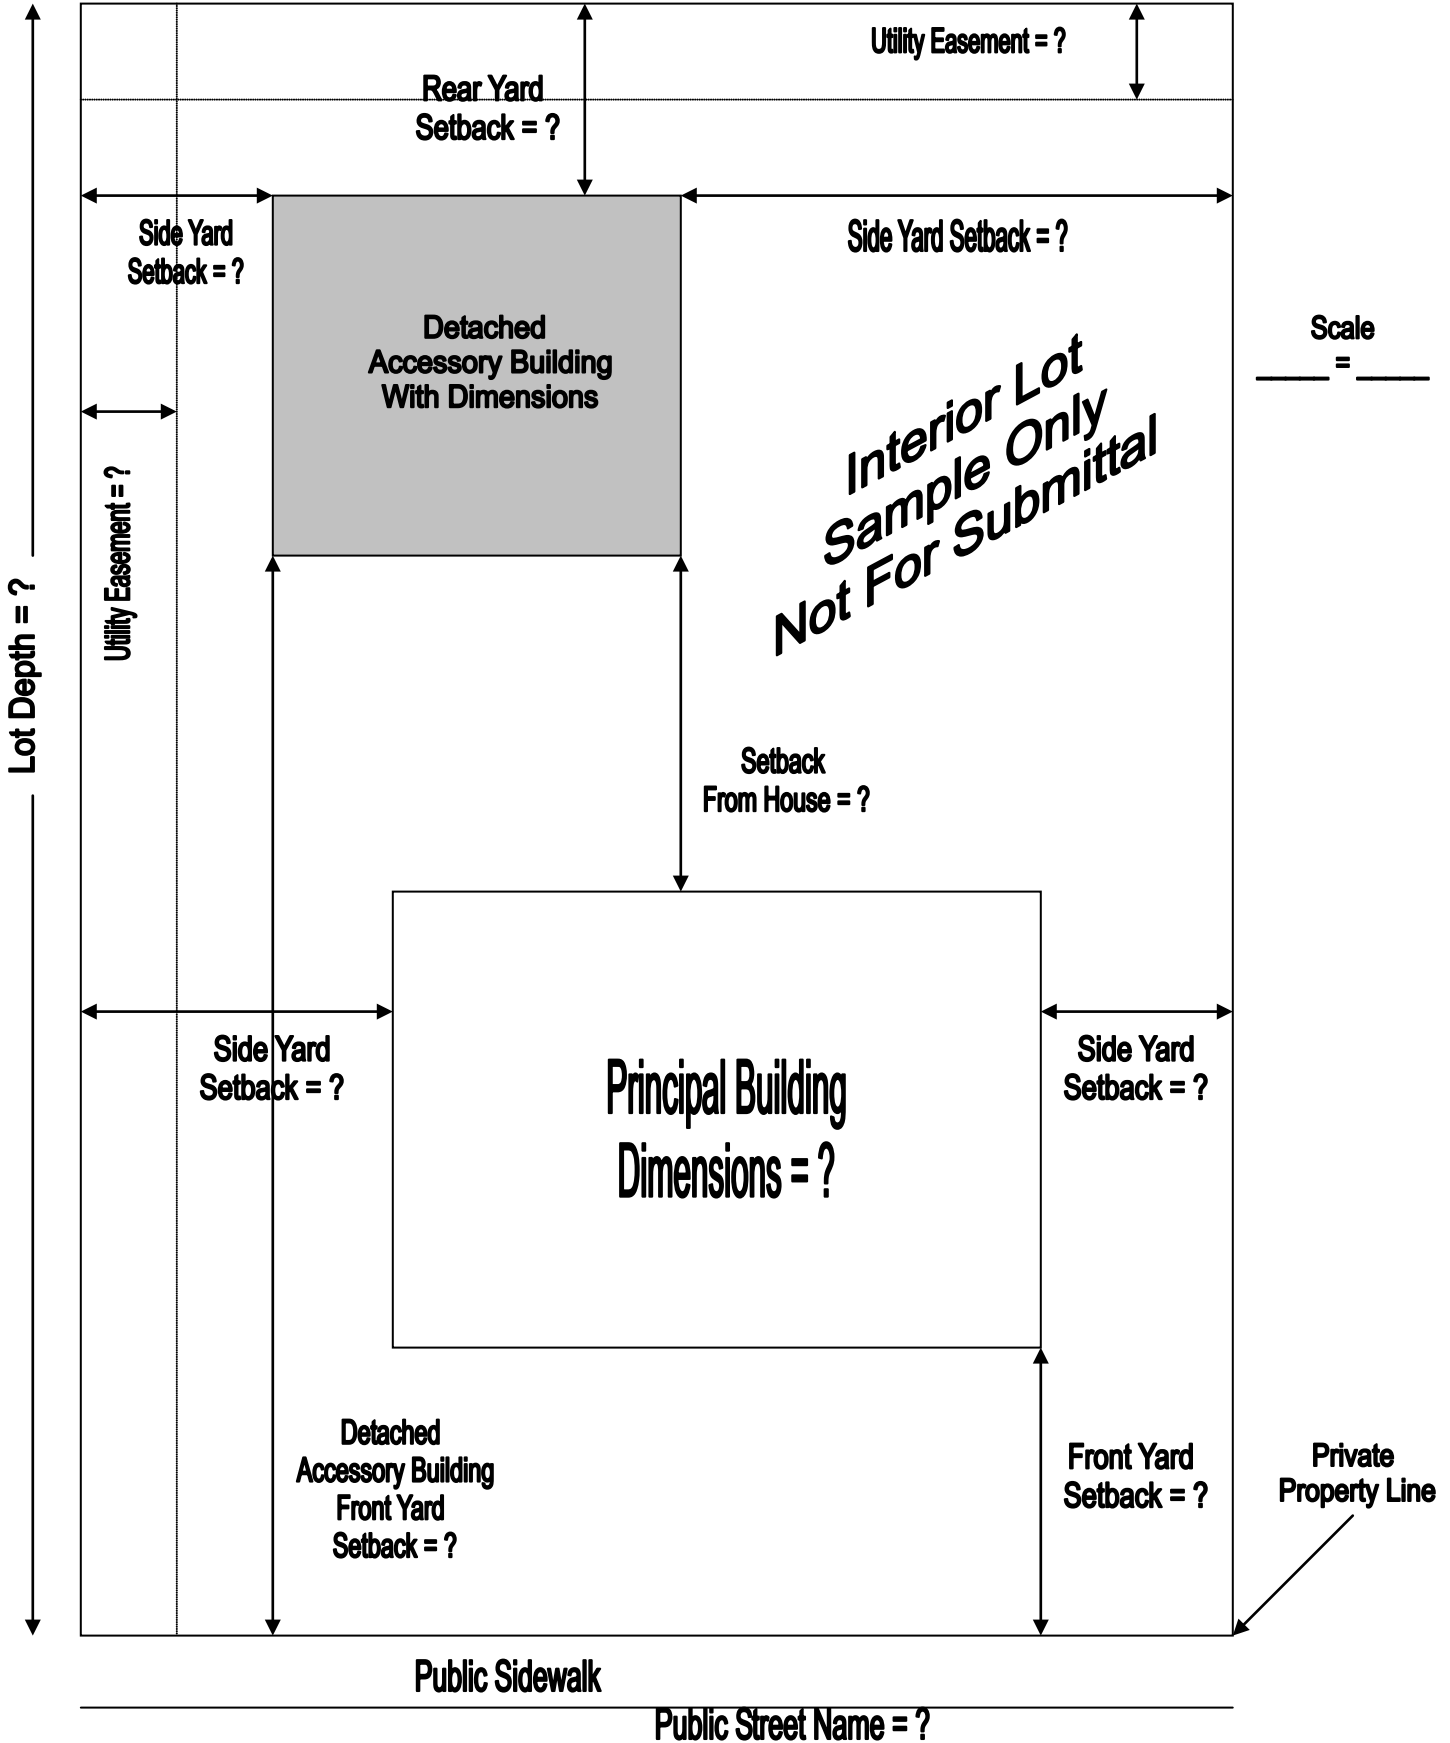 Utility Easement = ?
Rear Yard
Setback = ?
Side Yard
Setback = ?
Side Yard Setback = ?
Detached
Accessory Building
With Dimensions
Scale
_____ = _____
Interior Lot
Sample Only
Not For Submittal
Utility Easement = ?
Lot Depth = ?
Setback
From House = ?
Side Yard
Setback = ?
Principal Building
Dimensions = ?
Side Yard
Setback = ?
Detached
Accessory Building
Front Yard
Setback = ?
Front Yard
Setback = ?
Private
Property Line
Public Sidewalk
Public Street Name = ?